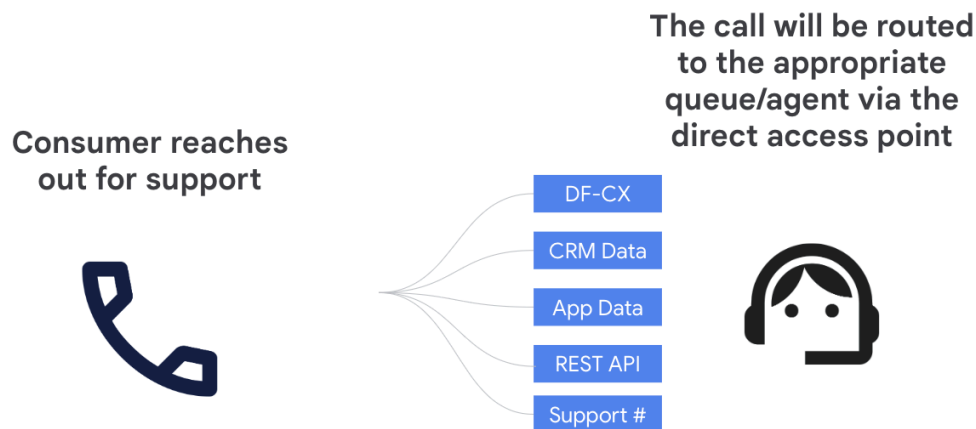 Consumer reaches
out for support
The call will be routed
to the appropriate
queue/agent via the
direct access point
DF-CX
CRM Data
App Data
REST API
Support #